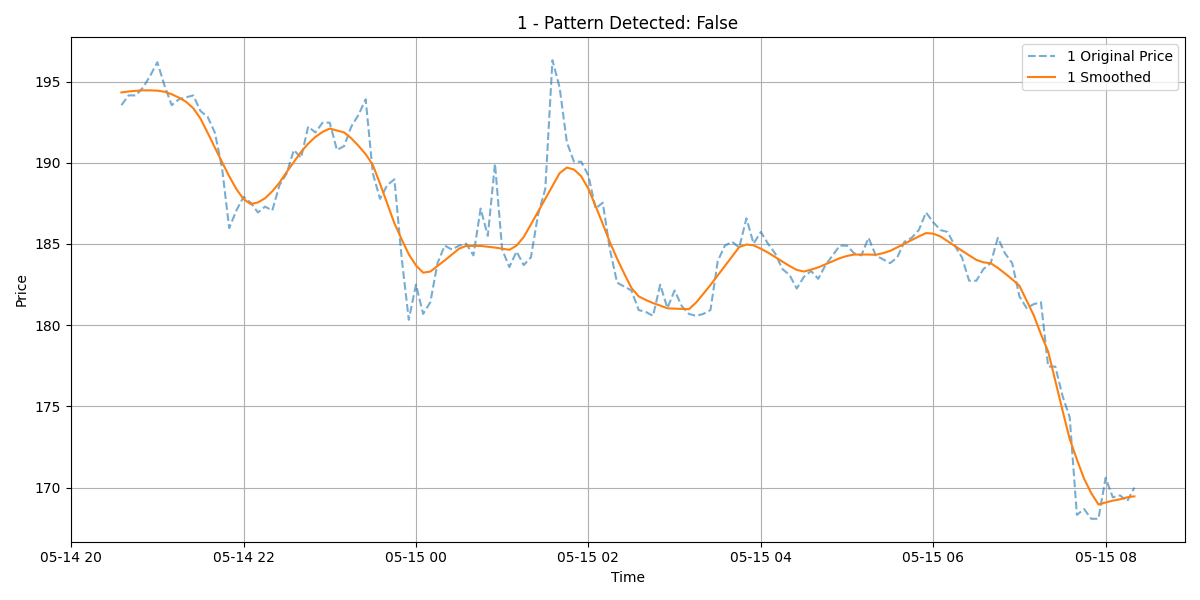 1 - Pattern Detected: False
1 Original Price
1 Smoothed
Price
195
190
185
180
175
170
05-14 20
05-14 22
05-15 00
05-15 02
05-15 04
05-15 06
05-15 08
Time